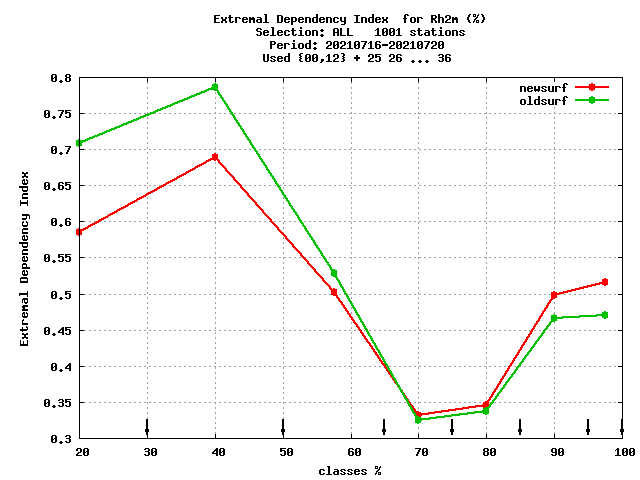 Extremal Dependency Index  for Rh2m (%)
Selection: ALL   1001 stations
Period: 20210716-20210720
Used {00,12} + 25 26 ... 36
newsurf
oldsurf
Extremal Dependency Index
0.8
0.75
0.7
0.65
0.6
0.55
0.5
0.45
0.4
0.35
0.3
20 30 40 50 60 70 80 90 100
classes %